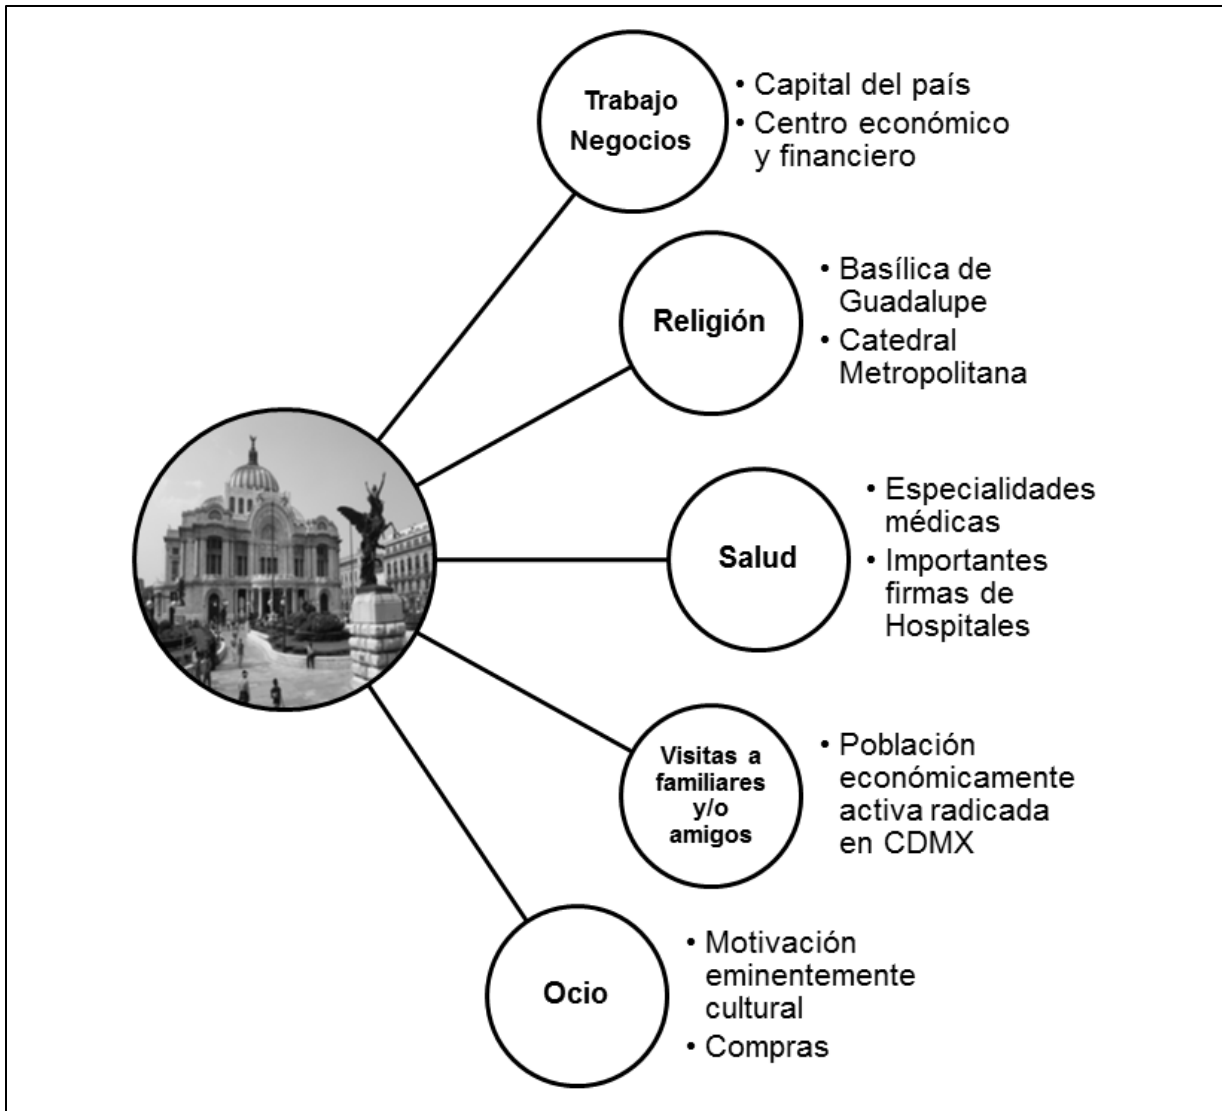 Trabajo
Negocios
• Capital del país
• Centro económico
y financiero
Religión
• Basílica de
Guadalupe
• Catedral
Metropolitana
Salud
• Especialidades
médicas
• Importantes
firmas de
Hospitales
Visitas a
familiares
y/o
amigos
• Población
económicamente
activa radicada
en CDMX
Ocio
• Motivación
eminentemente
cultural
• Compras